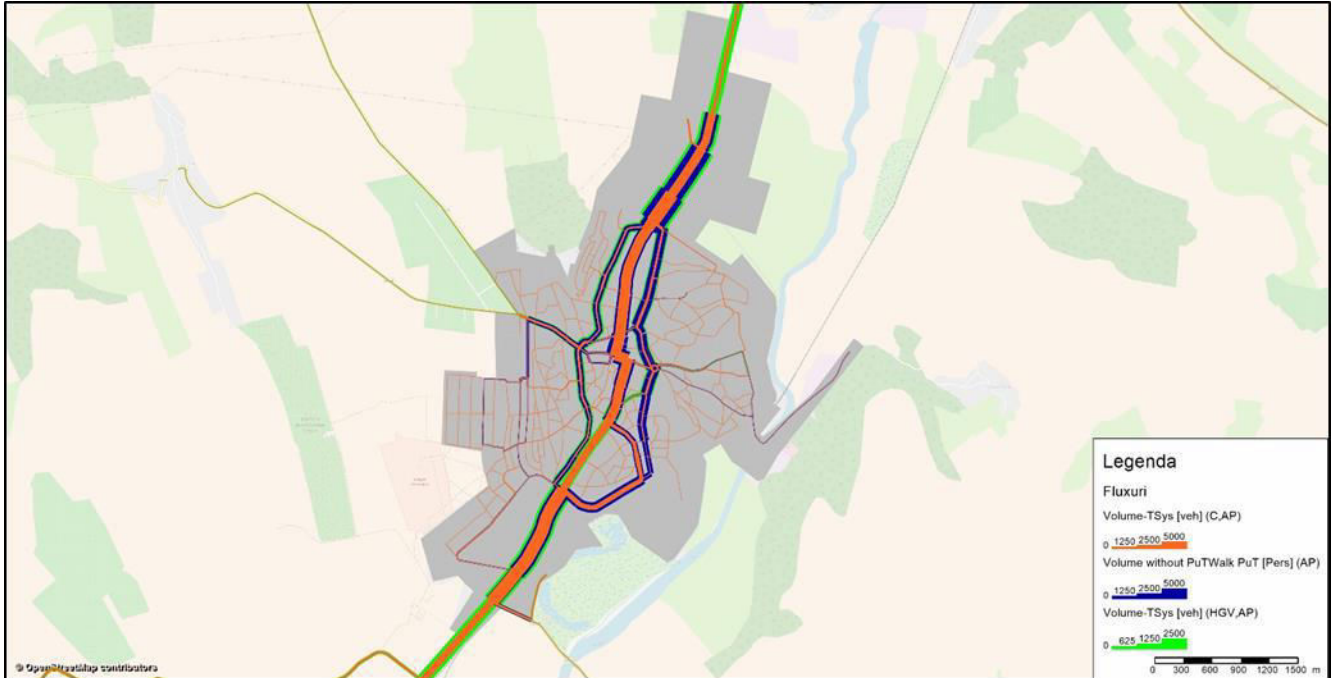 Legenda
Fluxuri
Volume-TSys [veh] (C,AP)
0 1250 2500 5000
Volume without PuTWalk PuT [Pers] (AP)
0 1250 2500 5000
Volume-TSys [veh] (HGV,AP)
0 625 1250 2500
0 300 600 900 1200 1500 m
© OpenStreetMap contributors